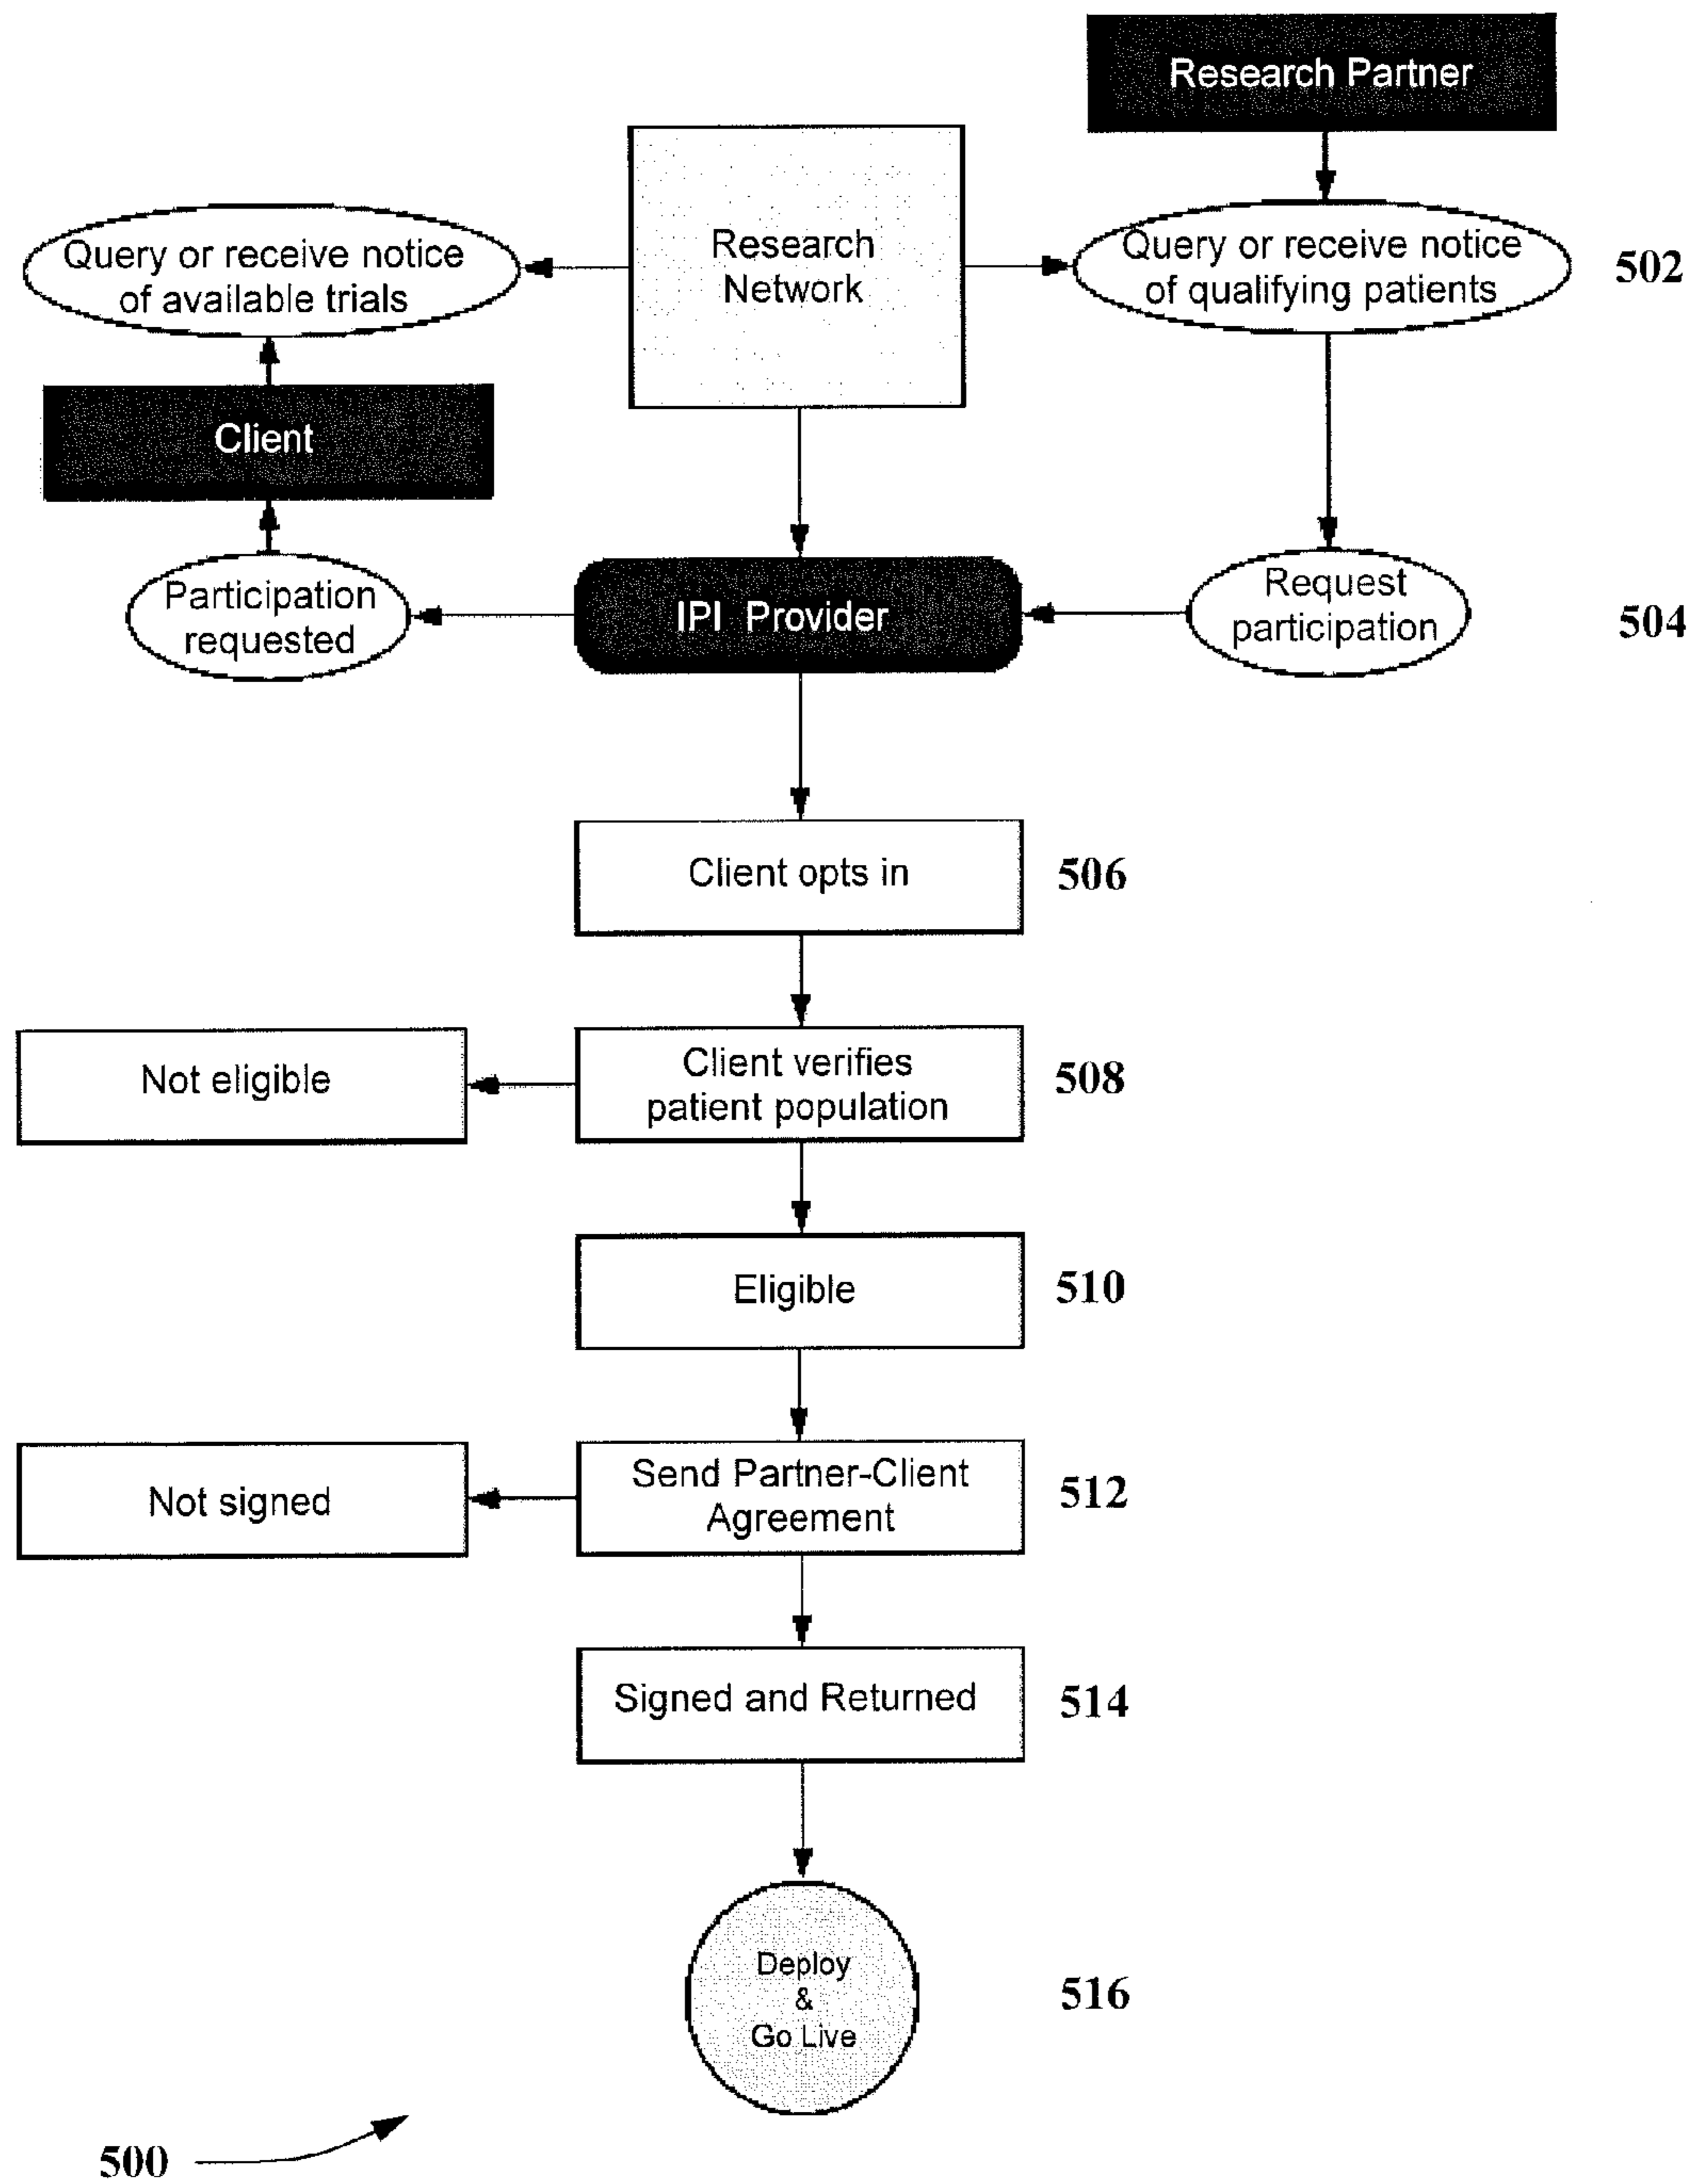 Research Partner
Research
Network
Query or receive notice
of available trials
Query or receive notice
of qualifying patients
502
Client
Participation
requested
IPI Provider
Request
participation
504
Client opts in
506
Not eligible
Client verifies
patient population
508
Eligible
510
Not signed
Send Partner-Client
Agreement
512
Signed and Returned
514
Deploy
&
Go Live
516
500